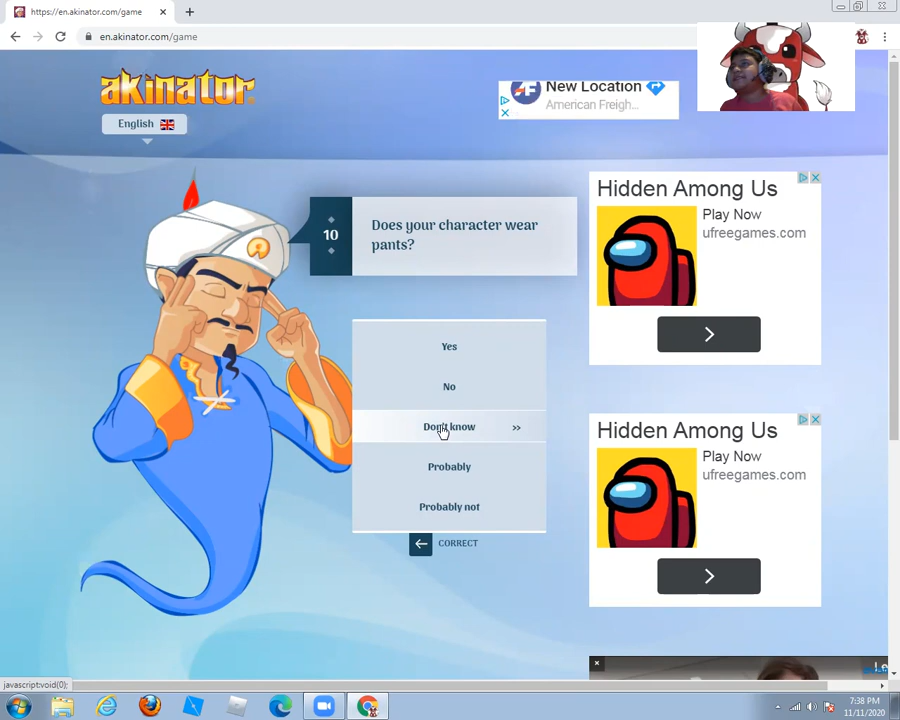 https://en.akinator.com/game
en.akinator.com/game
akinator
English
New Location
American Freigh...
10
Does your character wear
pants?
Yes
No
Don't know
Probably
Probably not
CORRECT
Hidden Among Us
Play Now
ufreegames.com
Hidden Among Us
Play Now
ufreegames.com
javascript:void(0);
7:38 PM
11/11/2020